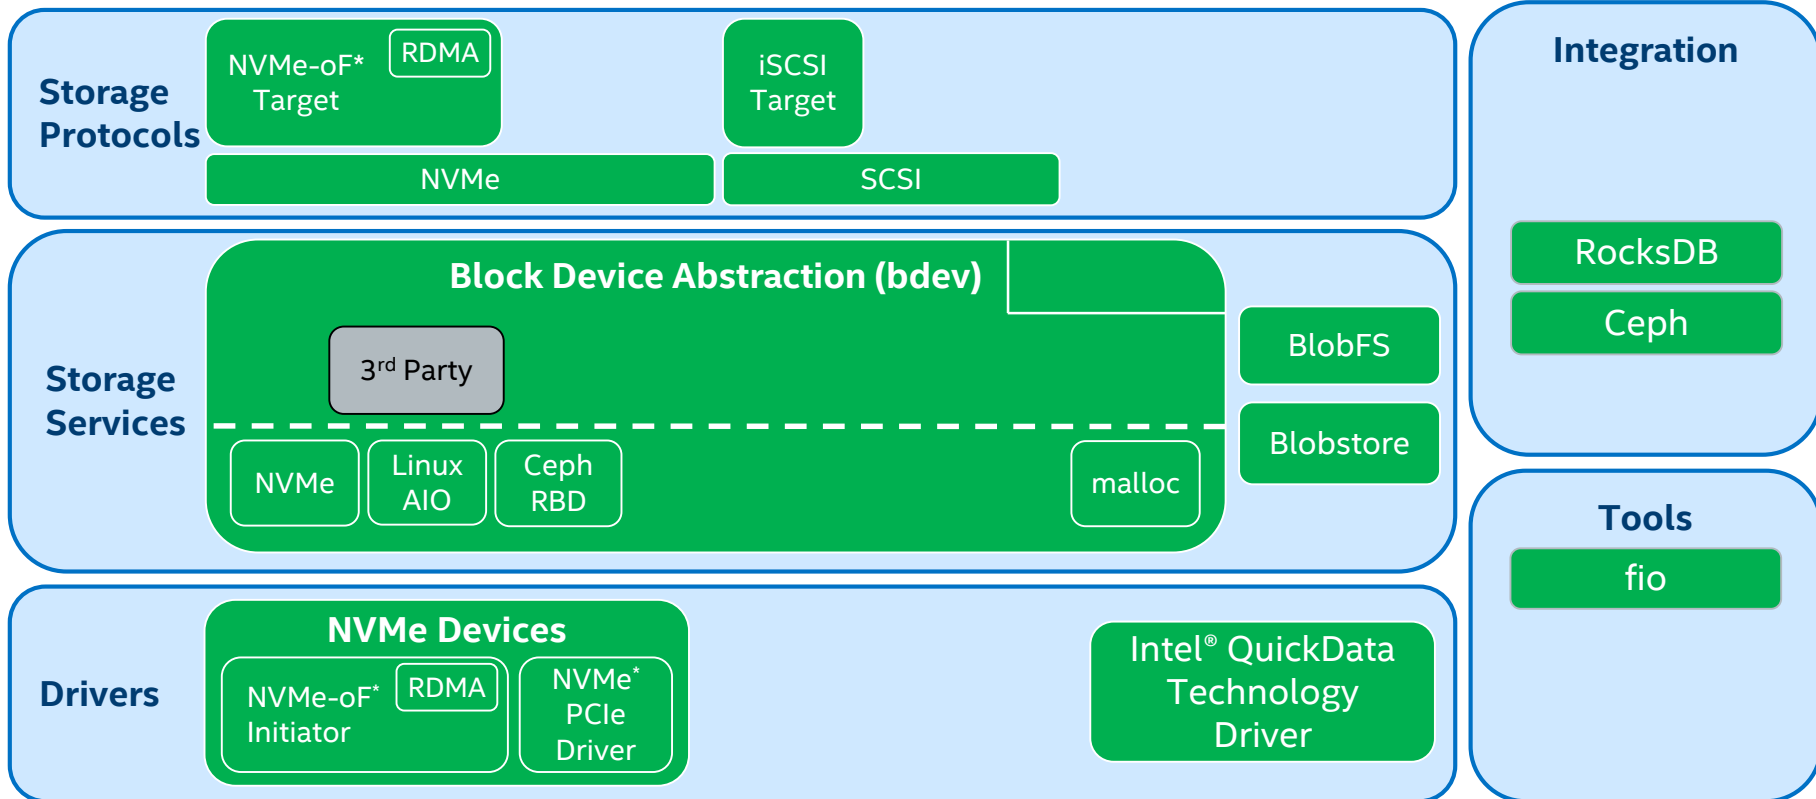 Storage
Protocols
NVMe-oF*
Target
RDMA
iSCSI
Target
NVMe
SCSI
Storage
Services
Block Device Abstraction (bdev)
3rd Party
NVMe
Linux
AIO
Ceph
RBD
malloc
BlobFS
Blobstore
Drivers
NVMe Devices
NVMe-oF*
Initiator
RDMA
NVMe*
PCIe
Driver
Intel® QuickData
Technology
Driver
Integration
RocksDB
Ceph
Tools
fio